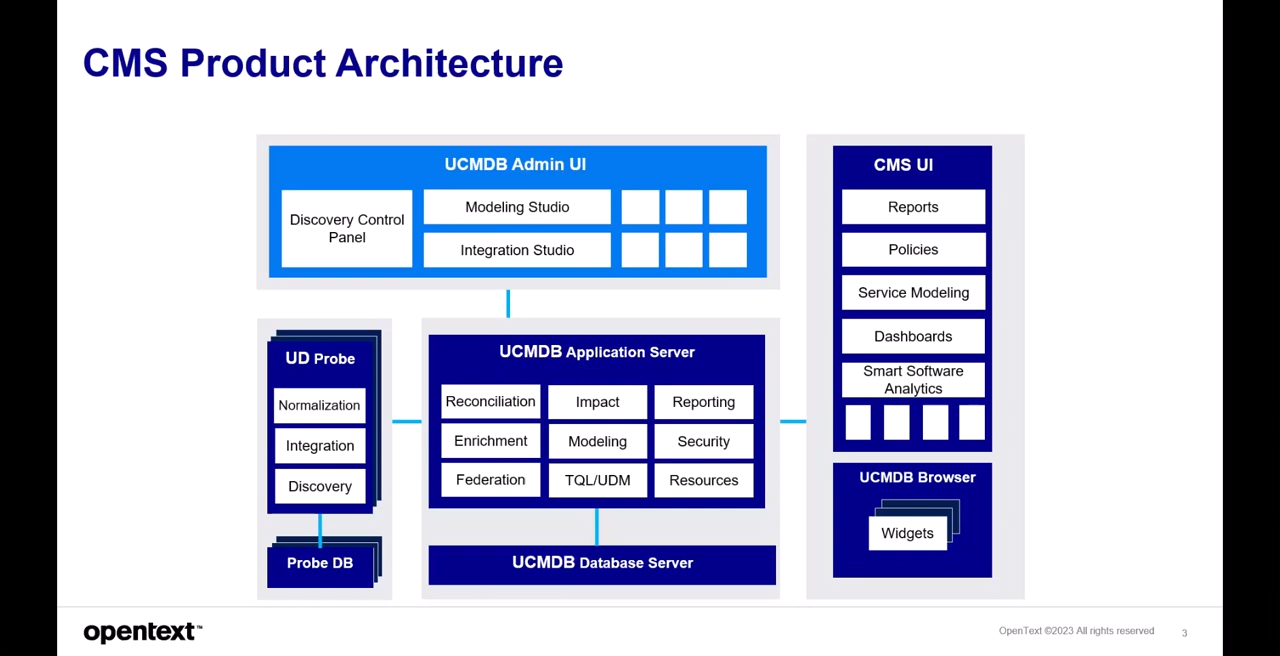 CMS Product Architecture
UCMDB Admin UI
Discovery Control
Panel
Modeling Studio
Integration Studio
CMS UI
Reports
Policies
Service Modeling
Dashboards
Smart Software
Analytics
UD Probe
Normalization
Integration
Discovery
Probe DB
UCMDB Application Server
Reconciliation
Impact
Reporting
Enrichment
Modeling
Security
Federation
TQL/UDM
Resources
UCMDB Database Server
UCMDB Browser
Widgets
opentext™
OpenText ©2023 All rights reserved
3